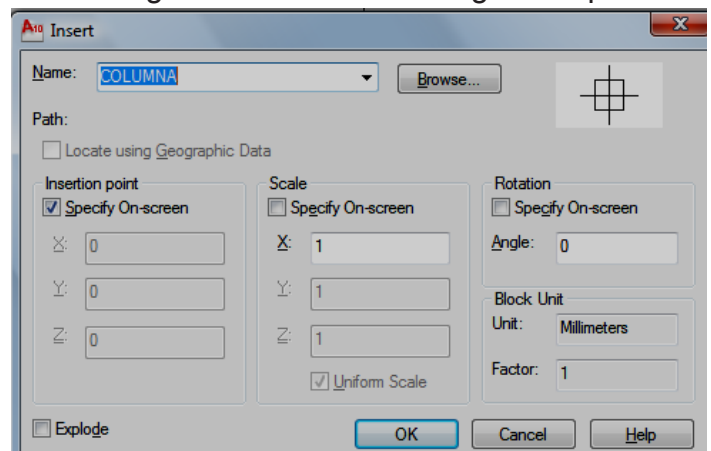 A10 Insert
Name: COLUMNA Browse...
Path:
Locate using Geographic Data
Insertion point
Specify On-screen
X: 0
Y: 0
Z: 0
Scale
Specify On-screen
X: 1
Y: 1
Z: 1
Uniform Scale
Rotation
Specify On-screen
Angle: 0
Block Unit
Unit: Millimeters
Factor: 1
Explode
OK Cancel Help